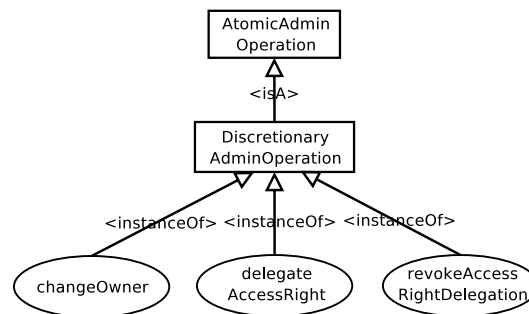 AtomicAdmin
Operation
<isA>
Discretionary
AdminOperation
<instanceOf>
<instanceOf>
<instanceOf>
changeOwner
delegate
AccessRight
revokeAccess
RightDelegation